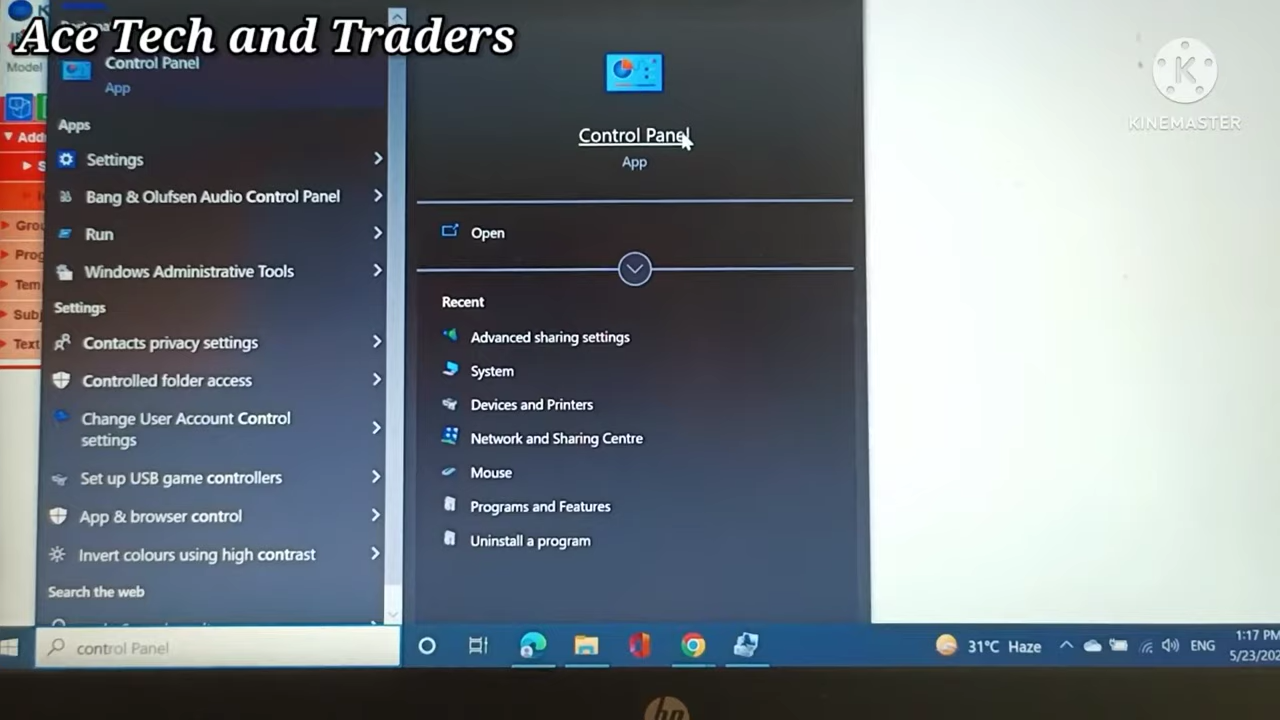 Ace Tech and Traders
Control Panel
App
Apps
Settings
Bang & Olufsen Audio Control Panel
Run
Windows Administrative Tools
Settings
Contacts privacy settings
Controlled folder access
Change User Account Control
settings
Set up USB game controllers
App & browser control
Invert colours using high contrast
Search the web
control Panel
Control Panel
App
Open
Recent
Advanced sharing settings
System
Devices and Printers
Network and Sharing Centre
Mouse
Programs and Features
Uninstall a program
Model
KINEMASTER
31°C Haze
ENG
1:17 PM
hp